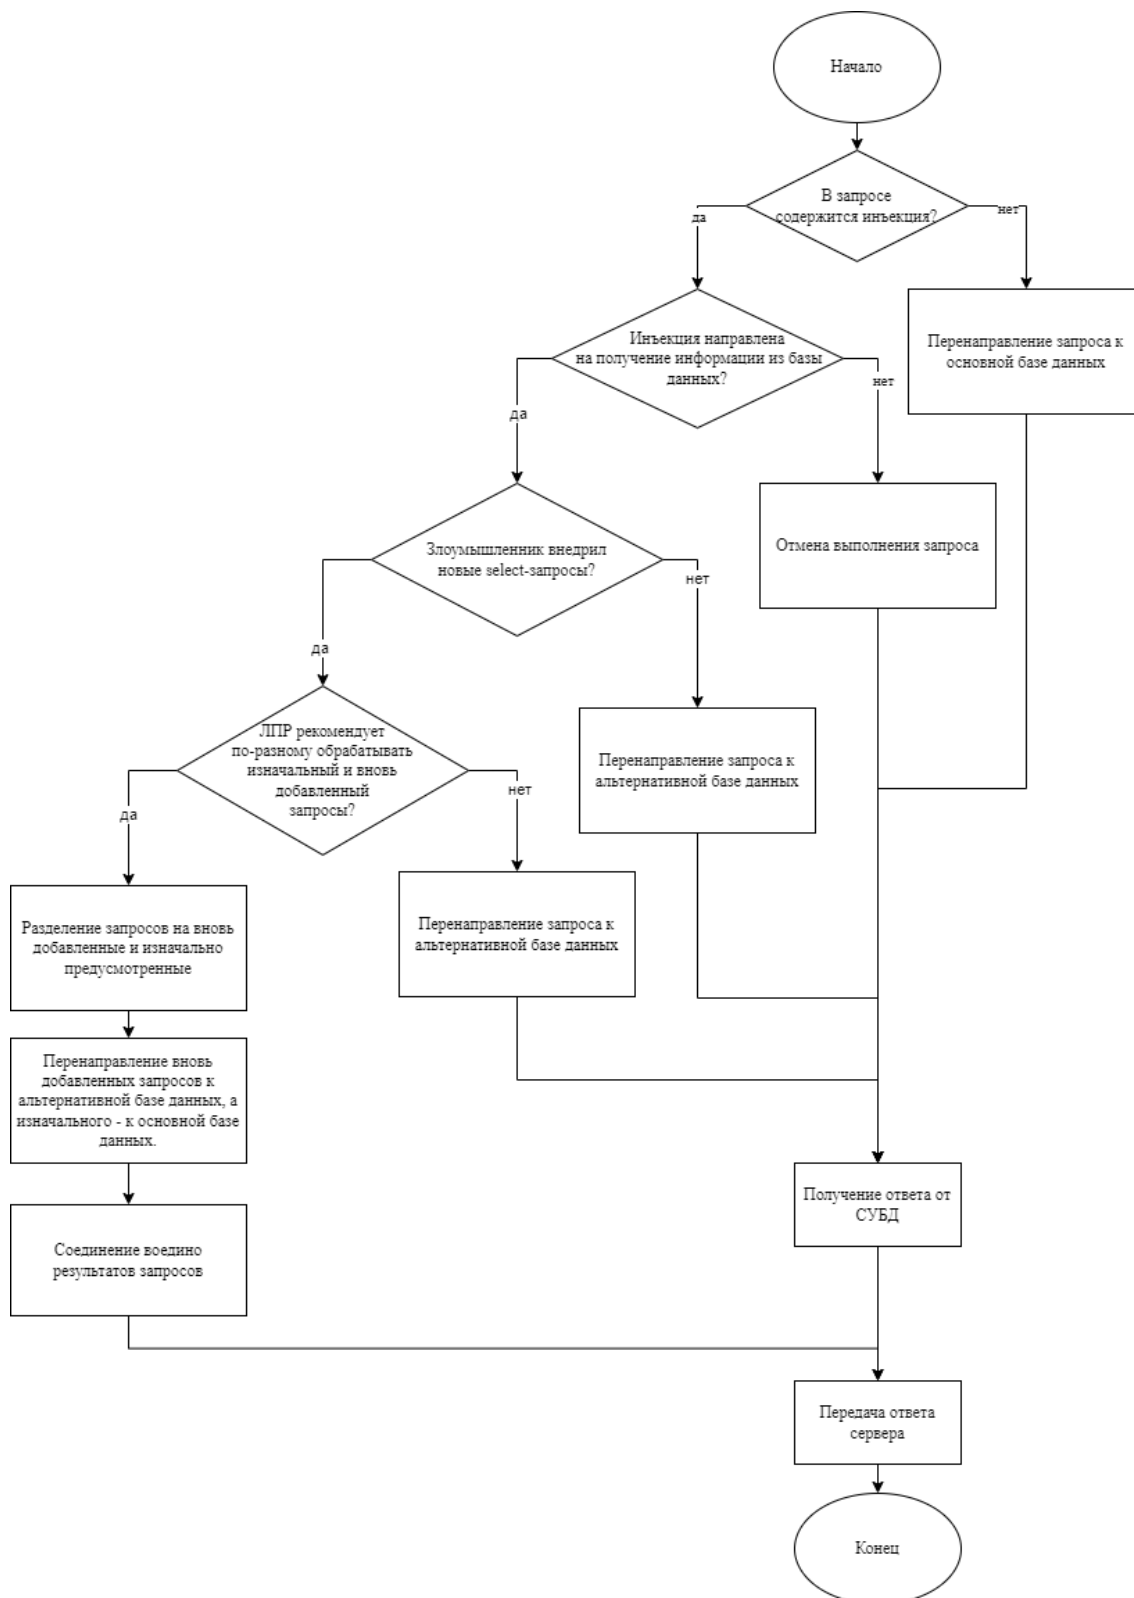 Начало
В запросе
содержится инъекция?
да
нет
Инъекция направлена
на получение информации из базы
данных?
Перенаправление запроса к
основной базе данных
да
нет
Злоумышленник внедрил
новые select-запросы?
Отмена выполнения запроса
да
нет
ЛПР рекомендует
по-разному обрабатывать
изначальный и вновь
добавленный
запросы?
Перенаправление запроса к
альтернативной базе данных
да
нет
Разделение запросов на вновь
добавленные и изначально
предусмотренные
Перенаправление запроса к
альтернативной базе данных
Перенаправление вновь
добавленных запросов к
альтернативной базе данных, а
изначального - к основной базе
данных.
Получение ответа от
СУБД
Соединение воедино
результатов запросов
Передача ответа
сервера
Конец